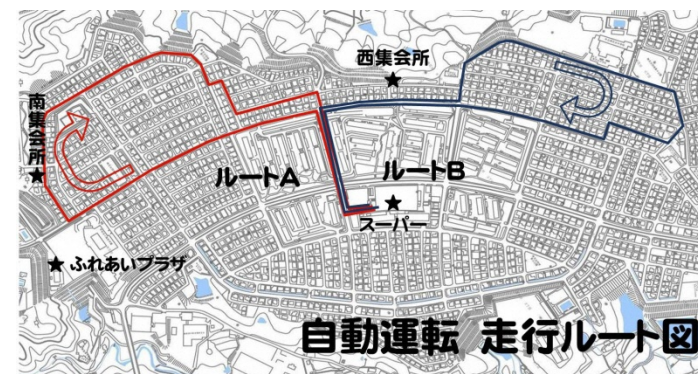 西集会所
★
南集会所
★
ルートA
ルートB
★
スーパー
★ ふれあいプラザ
自動運転 走行ルート図